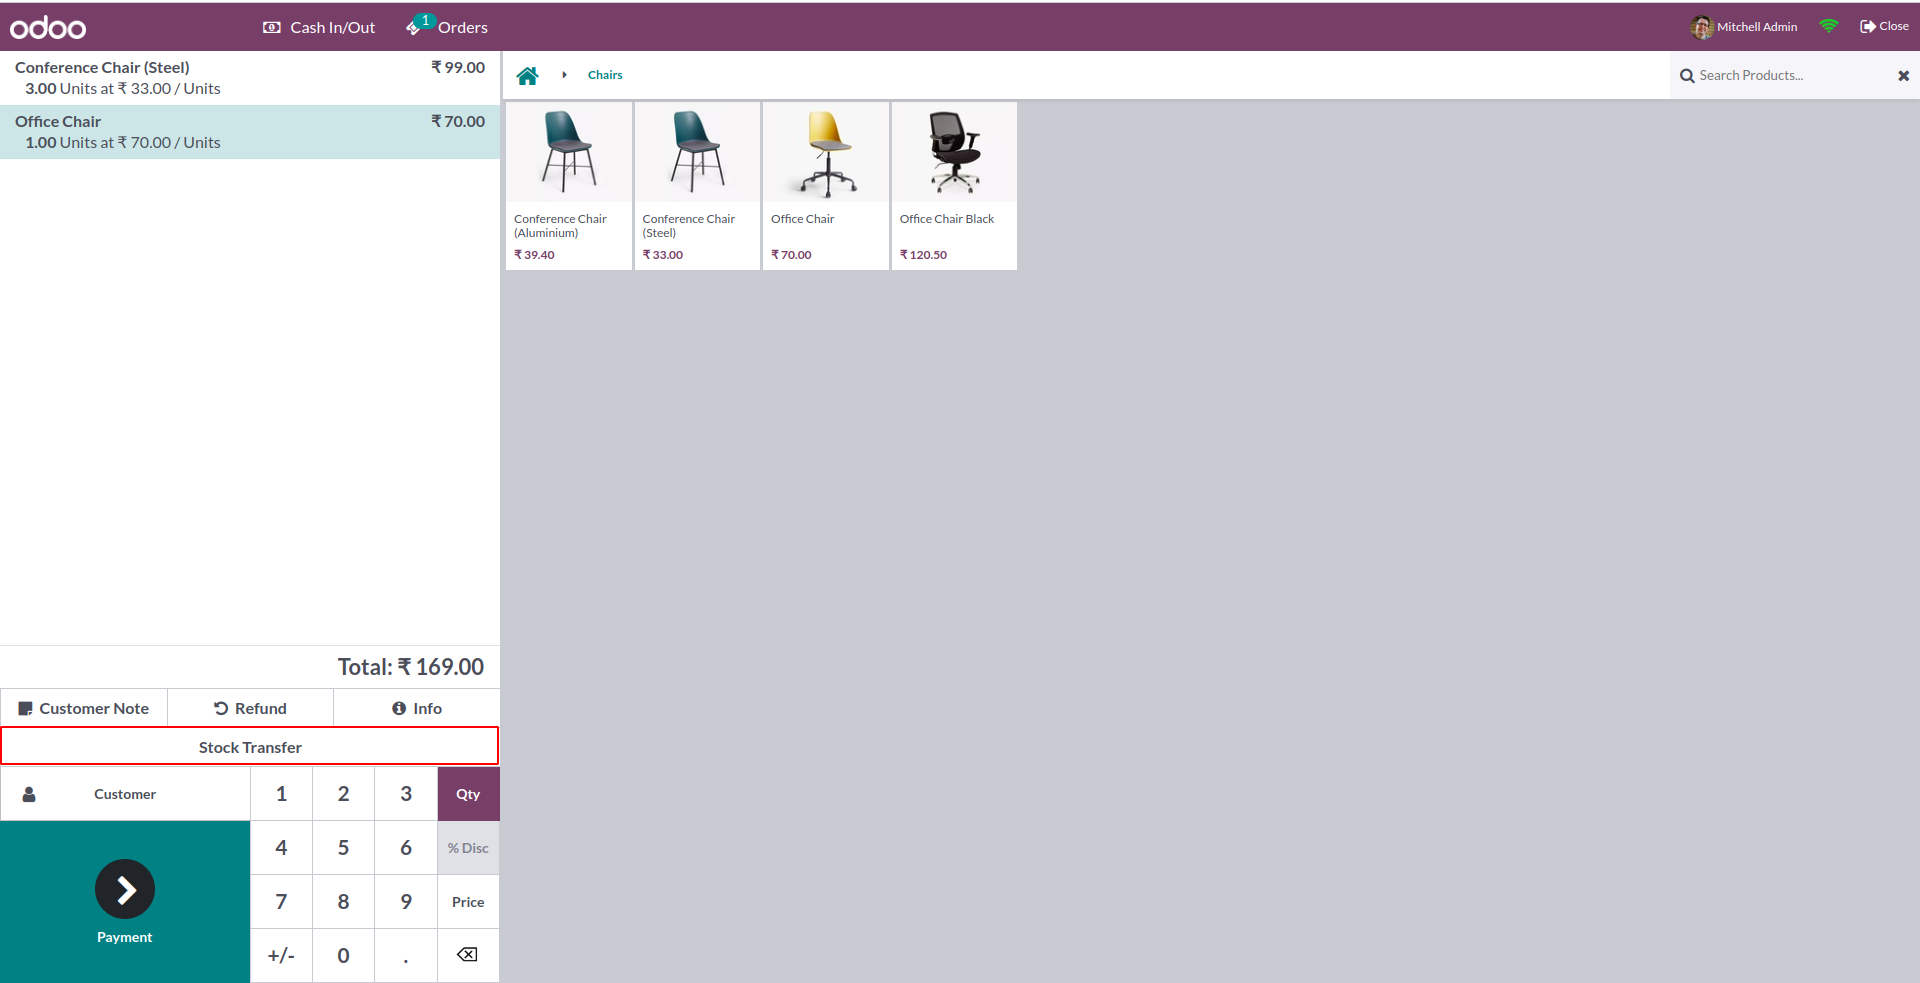 odoo
Cash In/Out
1
Orders
Mitchell Admin
Close
Conference Chair (Steel) ₹ 99.00
3.00 Units at ₹ 33.00 / Units
Office Chair ₹ 70.00
1.00 Units at ₹ 70.00 / Units
Chairs
Search Products...
Conference Chair
(Aluminium)
₹ 39.40
Conference Chair
(Steel)
₹ 33.00
Office Chair
₹ 70.00
Office Chair Black
₹ 120.50
Total: ₹ 169.00
Customer Note
Refund
Info
Stock Transfer
Customer
1 2 3 Qty
4 5 6 % Disc
7 8 9 Price
+/- 0 .
Payment